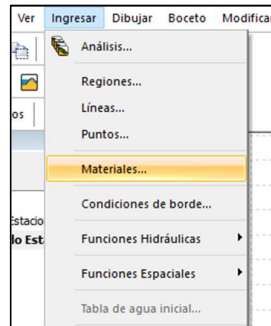 Ver Ingresar Dibujar Boceto Modificar
Análisis...
Regiones...
os
Líneas...
Puntos...
Materiales...
Condiciones de borde...
Estacio
lo Est
Funciones Hidráulicas
Funciones Espaciales
Tabla de agua inicial...